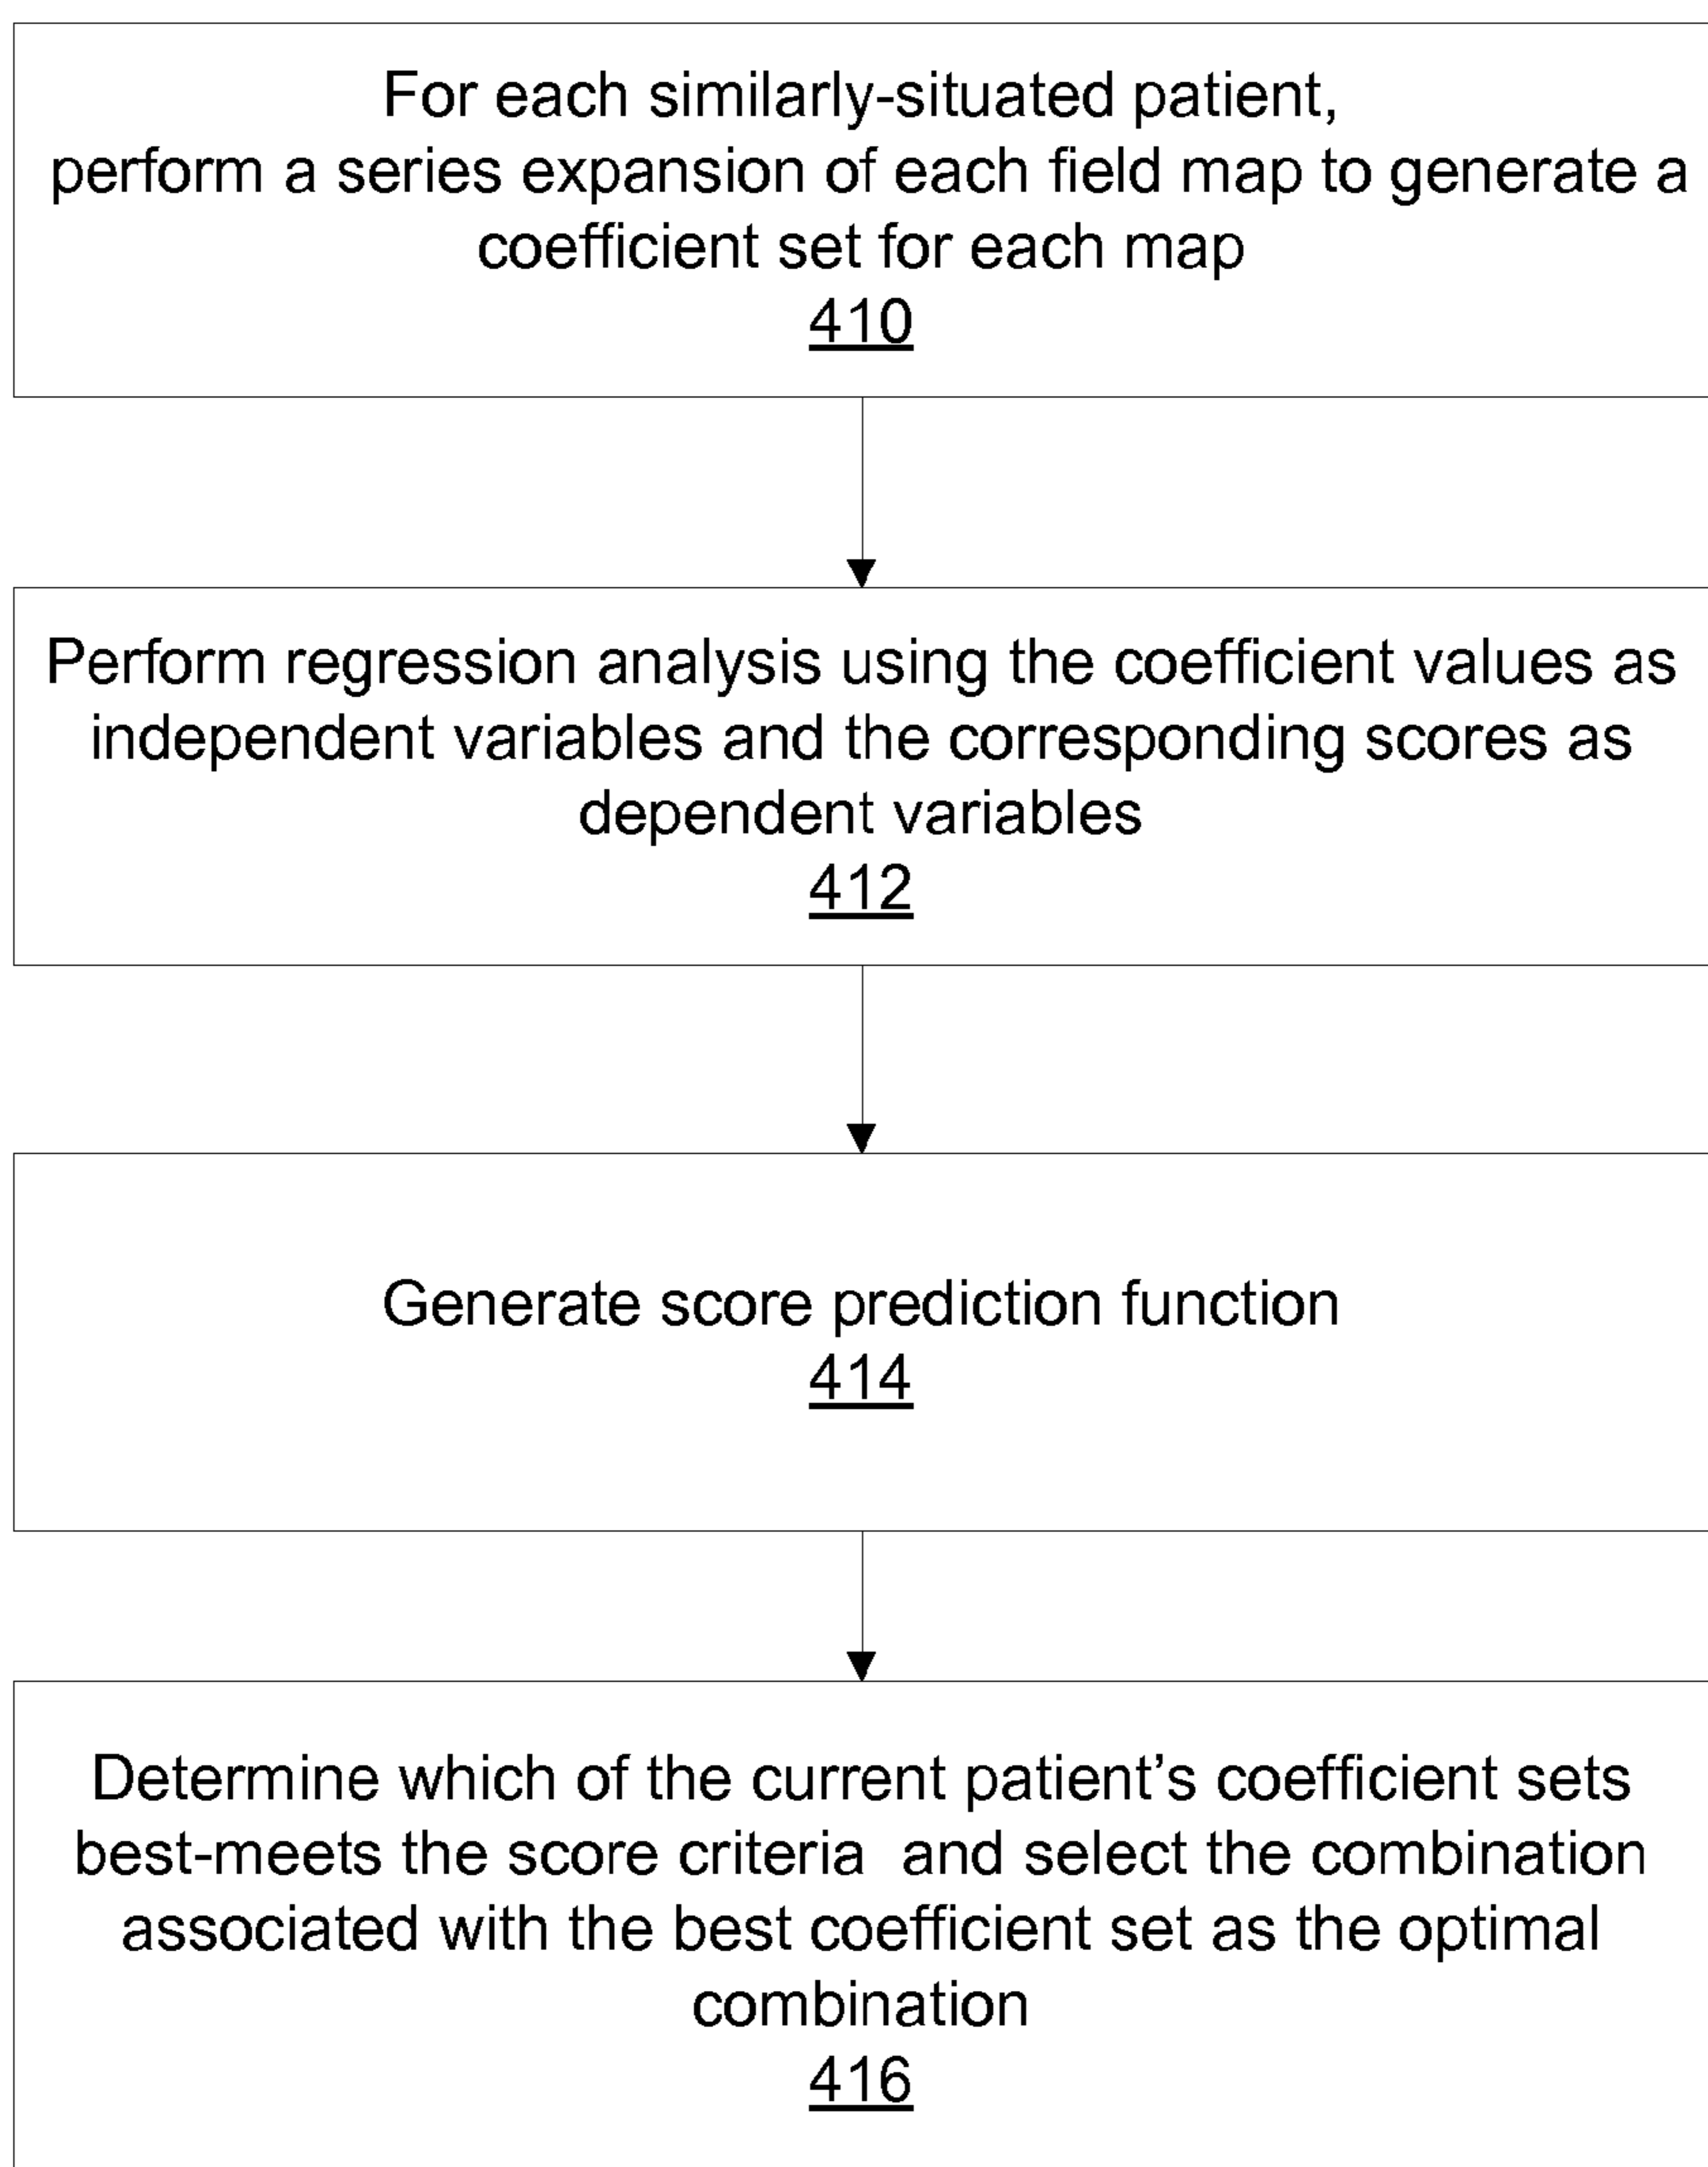 For each similarly-situated patient,
perform a series expansion of each field map to generate a
coefficient set for each map
410
Perform regression analysis using the coefficient values as
independent variables and the corresponding scores as
dependent variables
412
Generate score prediction function
414
Determine which of the current patient’s coefficient sets
best-meets the score criteria  and select the combination
associated with the best coefficient set as the optimal
combination
416